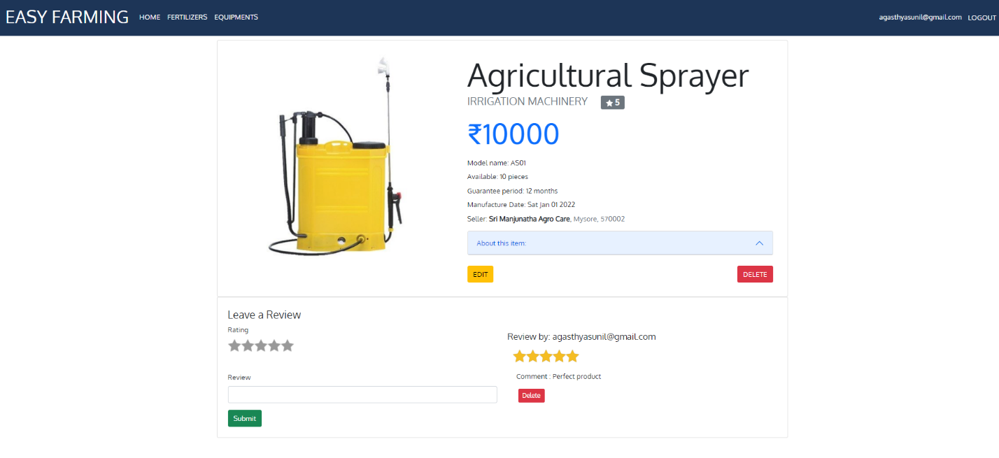 EASY FARMING HOME FERTILIZERS EQUIPMENTS agasthyasunil@gmail.com LOGOUT
Agricultural Sprayer
IRRIGATION MACHINERY ★ 5
₹10000
Model name: AS01
Available: 10 pieces
Guarantee period: 12 months
Manufacture Date: Sat Jan 01 2022
Seller: Sri Manjunatha Agro Care, Mysore, 570002
About this item:
EDIT DELETE
Leave a Review
Rating
Review
Submit
Review by: agasthyasunil@gmail.com
Comment : Perfect product
Delete